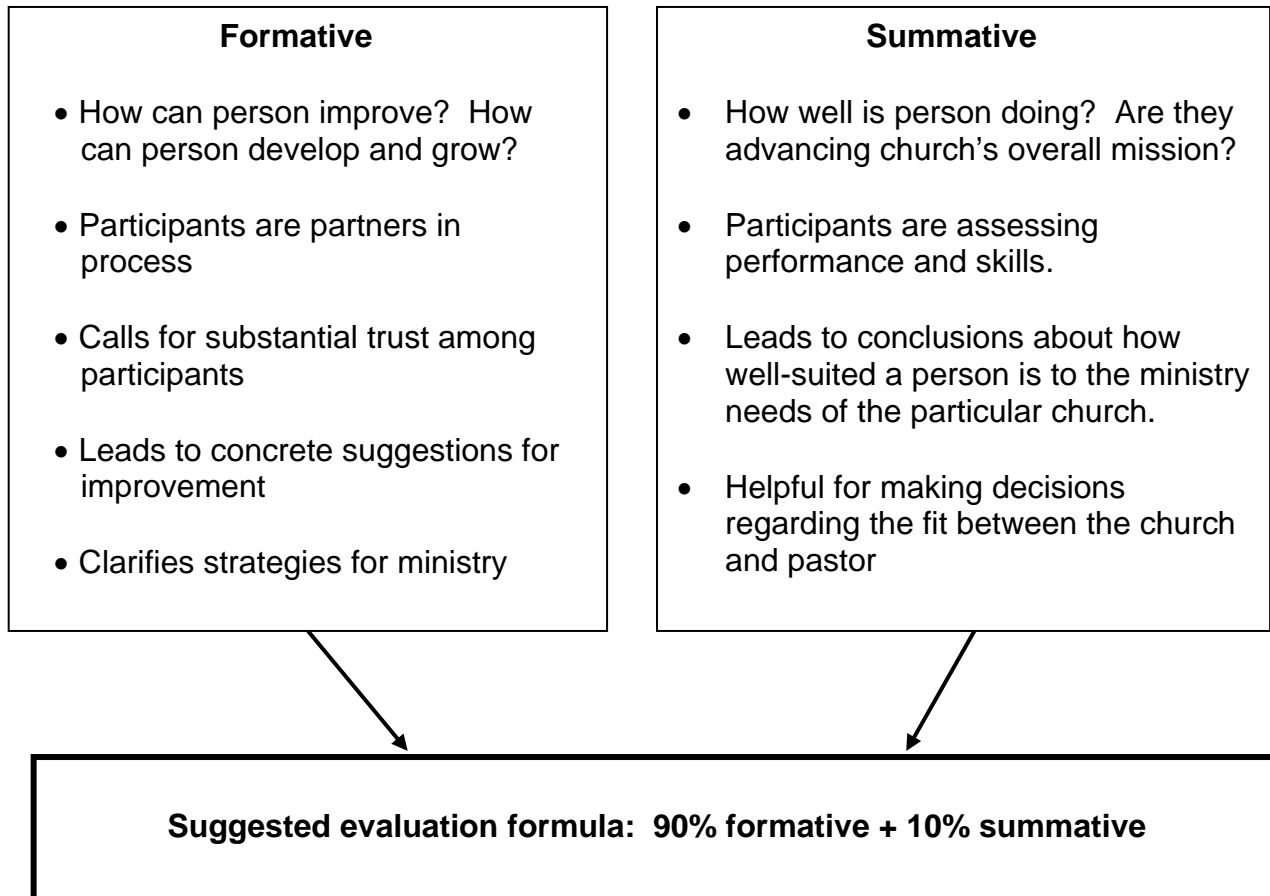 Formative
• How can person improve?  How
can person develop and grow?
• Participants are partners in
process
• Calls for substantial trust among
participants
• Leads to concrete suggestions for
improvement
• Clarifies strategies for ministry
Summative
• How well is person doing?  Are they
advancing church’s overall mission?
• Participants are assessing
performance and skills.
• Leads to conclusions about how
well-suited a person is to the ministry
needs of the particular church.
• Helpful for making decisions
regarding the fit between the church
and pastor
Suggested evaluation formula:  90% formative + 10% summative